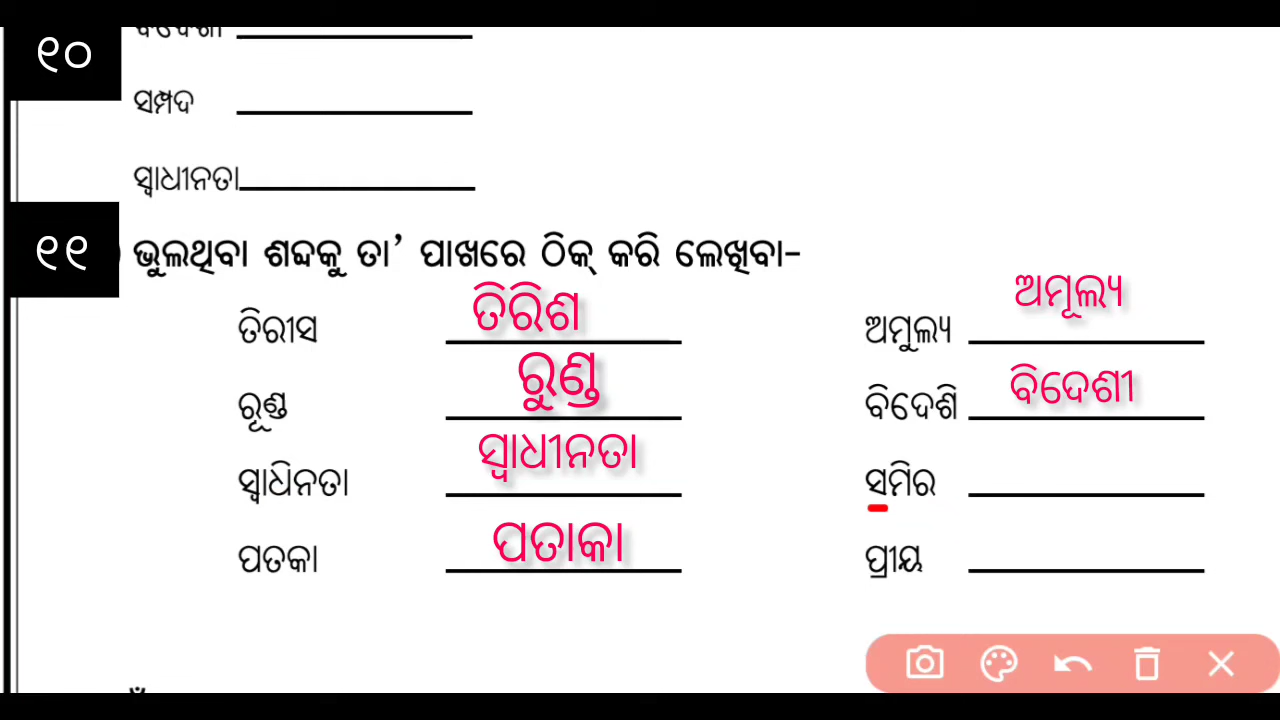 ୧୦
ବିଦେଶୀ
ସମ୍ପଦ
ସ୍ୱାଧୀନତା
୧୧ ଭୁଲଥିବା ଶବ୍ଦକୁ ତା’ ପାଖରେ ଠିକ୍ କରି ଲେଖିବା-
ତିରୀସ ତିରିଶ ଅମୁଲ୍ୟ ଅମୂଲ୍ୟ
ରୂଣ୍ଡ ରୁଣ୍ଡ ବିଦେଶି ବିଦେଶୀ
ସ୍ୱାଧିନତା ସ୍ୱାଧୀନତା ସମିର
ପତକା ପତାକା ପ୍ରୀୟ